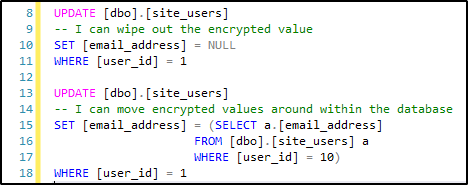 8 UPDATE [dbo].[site_users]
9 -- I can wipe out the encrypted value
10 SET [email_address] = NULL
11 WHERE [user_id] = 1
12
13 UPDATE [dbo].[site_users]
14 -- I can move encrypted values around within the database
15 SET [email_address] = (SELECT a.[email_address]
16 FROM [dbo].[site_users] a
17 WHERE [user_id] = 10)
18 WHERE [user_id] = 1